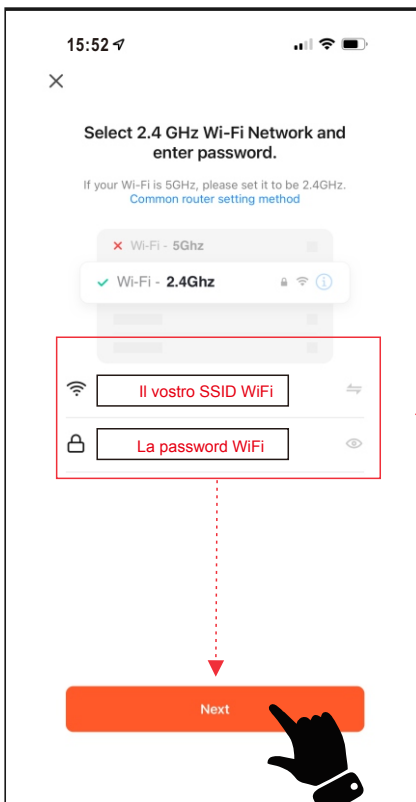 15:52
Select 2.4 GHz Wi-Fi Network and
enter password.
If your Wi-Fi is 5GHz, please set it to be 2.4GHz.
Common router setting method
Wi-Fi - 5Ghz
Wi-Fi - 2.4Ghz
Il vostro SSID WiFi
La password WiFi
Next